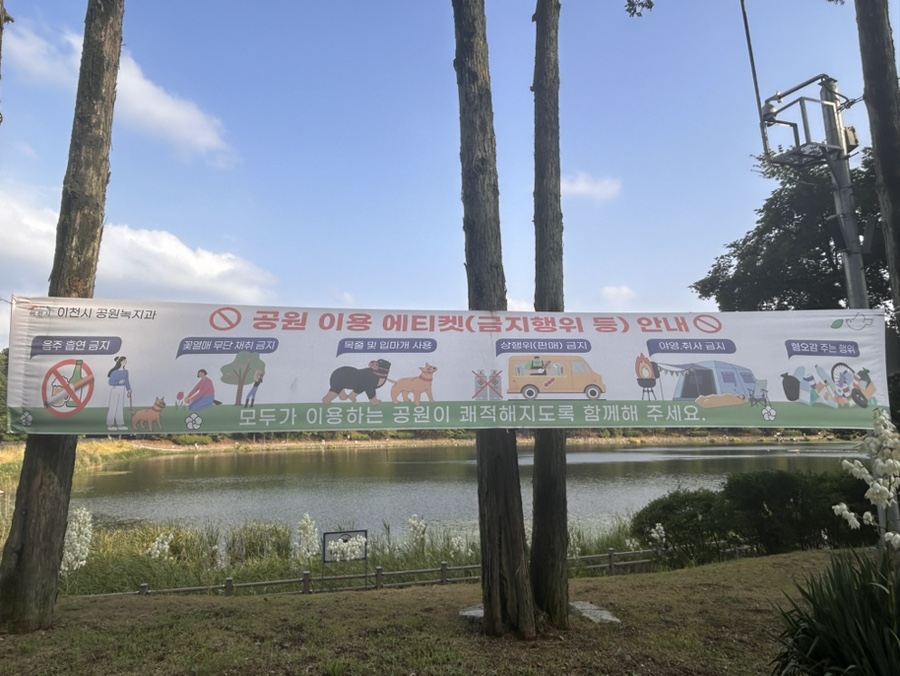 이천시 공원녹지과
공원 이용 에티켓(금지행위 등) 안내
음주 흡연 금지
꽃열매 무단 채취 금지
목줄 및 입마개 사용
상행위(판매) 금지
야영,취사 금지
혐오감 주는 행위
모두가 이용하는 공원이 쾌적해지도록 함께해 주세요.